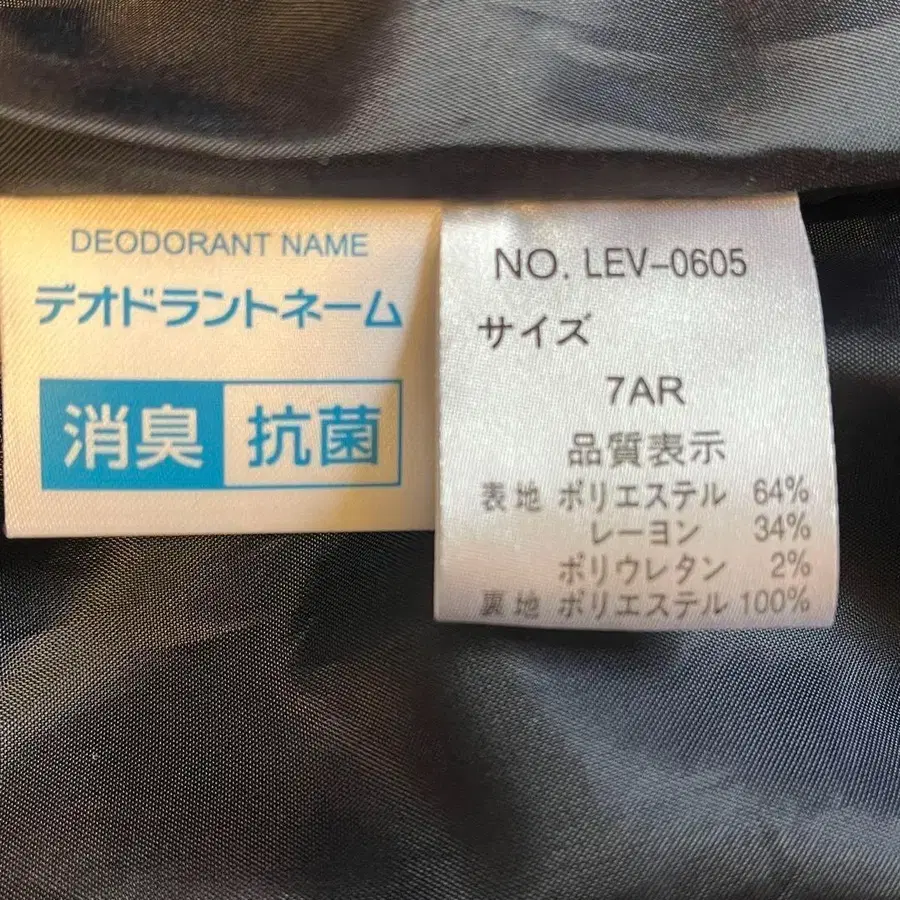 DEODORANT NAME
デオドラントネーム
消臭 抗菌
NO. LEV-0605
サイズ
7AR
品質表示
表地 ポリエステル 64%
レーヨン 34%
ポリウレタン 2%
裏地 ポリエステル 100%